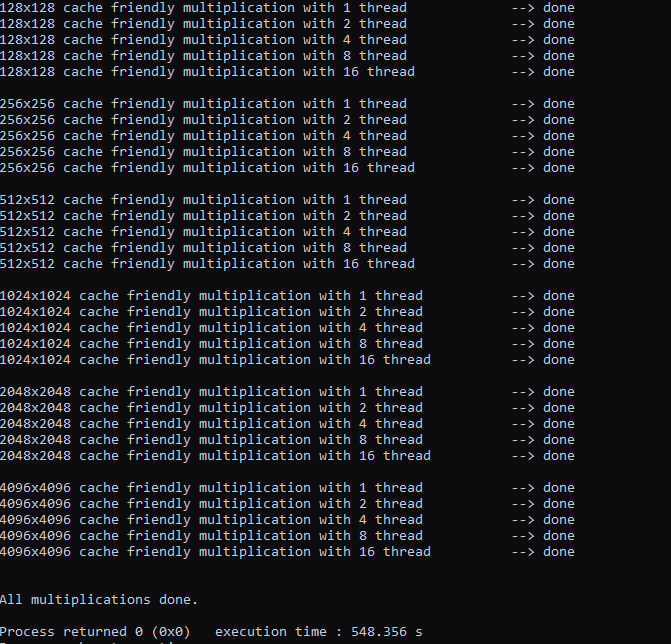 128x128 cache friendly multiplication with 1 thread --> done
128x128 cache friendly multiplication with 2 thread --> done
128x128 cache friendly multiplication with 4 thread --> done
128x128 cache friendly multiplication with 8 thread --> done
128x128 cache friendly multiplication with 16 thread --> done
256x256 cache friendly multiplication with 1 thread --> done
256x256 cache friendly multiplication with 2 thread --> done
256x256 cache friendly multiplication with 4 thread --> done
256x256 cache friendly multiplication with 8 thread --> done
256x256 cache friendly multiplication with 16 thread --> done
512x512 cache friendly multiplication with 1 thread --> done
512x512 cache friendly multiplication with 2 thread --> done
512x512 cache friendly multiplication with 4 thread --> done
512x512 cache friendly multiplication with 8 thread --> done
512x512 cache friendly multiplication with 16 thread --> done
1024x1024 cache friendly multiplication with 1 thread --> done
1024x1024 cache friendly multiplication with 2 thread --> done
1024x1024 cache friendly multiplication with 4 thread --> done
1024x1024 cache friendly multiplication with 8 thread --> done
1024x1024 cache friendly multiplication with 16 thread --> done
2048x2048 cache friendly multiplication with 1 thread --> done
2048x2048 cache friendly multiplication with 2 thread --> done
2048x2048 cache friendly multiplication with 4 thread --> done
2048x2048 cache friendly multiplication with 8 thread --> done
2048x2048 cache friendly multiplication with 16 thread --> done
4096x4096 cache friendly multiplication with 1 thread --> done
4096x4096 cache friendly multiplication with 2 thread --> done
4096x4096 cache friendly multiplication with 4 thread --> done
4096x4096 cache friendly multiplication with 8 thread --> done
4096x4096 cache friendly multiplication with 16 thread --> done
All multiplications done.
Process returned 0 (0x0) execution time : 548.356 s